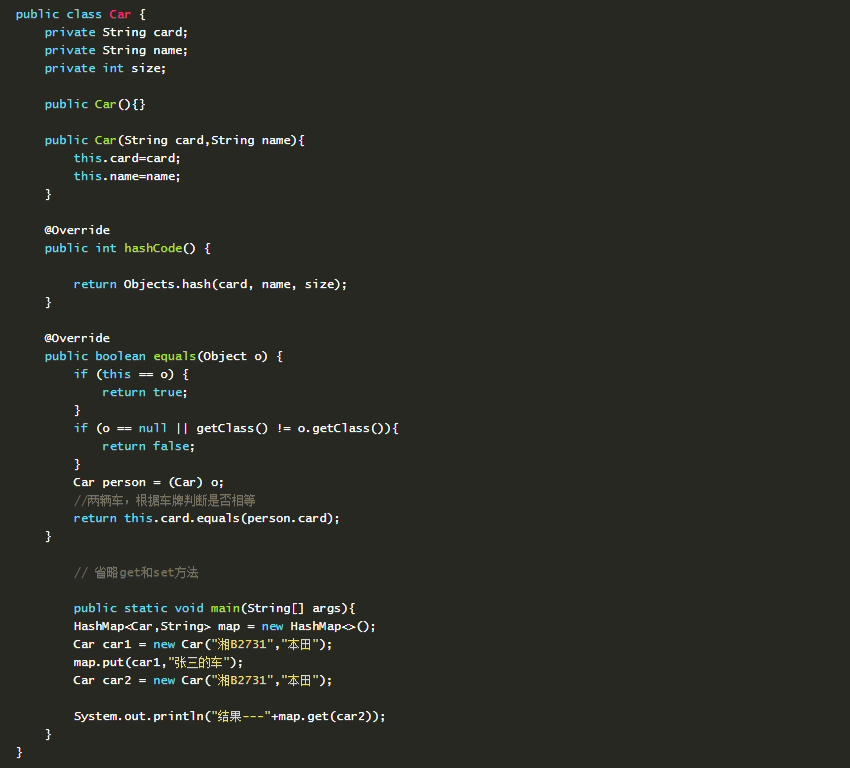 public class Car {
    private String card;
    private String name;
    private int size;

    public Car(){}

    public Car(String card,String name){
        this.card=card;
        this.name=name;
    }

    @Override
    public int hashCode() {

        return Objects.hash(card, name, size);
    }

    @Override
    public boolean equals(Object o) {
        if (this == o) {
            return true;
        }
        if (o == null || getClass() != o.getClass()){
            return false;
        }
        Car person = (Car) o;
        //两辆车，根据车牌判断是否相等
        return this.card.equals(person.card);
    }

        // 省略get和set方法

        public static void main(String[] args){
        HashMap<Car,String> map = new HashMap<>();
        Car car1 = new Car("湘B2731","本田");
        map.put(car1,"张三的车");
        Car car2 = new Car("湘B2731","本田");

        System.out.println("结果---"+map.get(car2));
    }
}